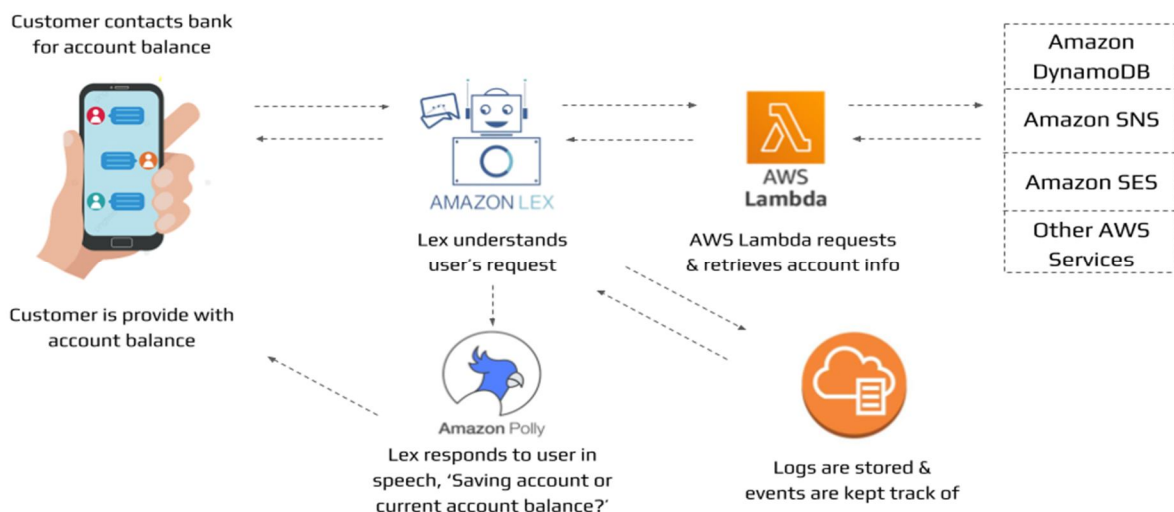 Customer contacts bank
for account balance
AMAZON LEX
Lex understands
user's request
AWS
Lambda
AWS Lambda requests
& retrieves account info
Amazon
DynamoDB
Amazon SNS
Amazon SES
Other AWS
Services
Customer is provide with
account balance
Amazon Polly
Lex responds to user in
speech, 'Saving account or
current account balance?'
Logs are stored &
events are kept track of